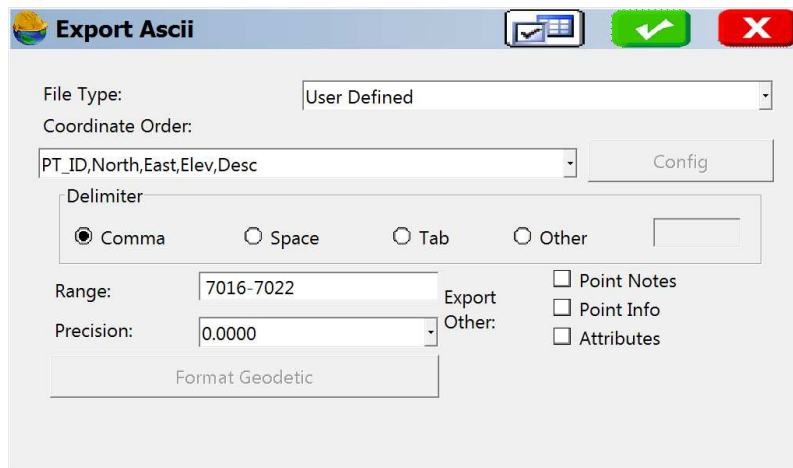 Export Ascii
File Type:
User Defined
Coordinate Order:
PT_ID,North,East,Elev,Desc
Config
Delimiter
Comma
Space
Tab
Other
Range:
7016-7022
Export
Other:
Point Notes
Point Info
Attributes
Precision:
0.0000
Format Geodetic